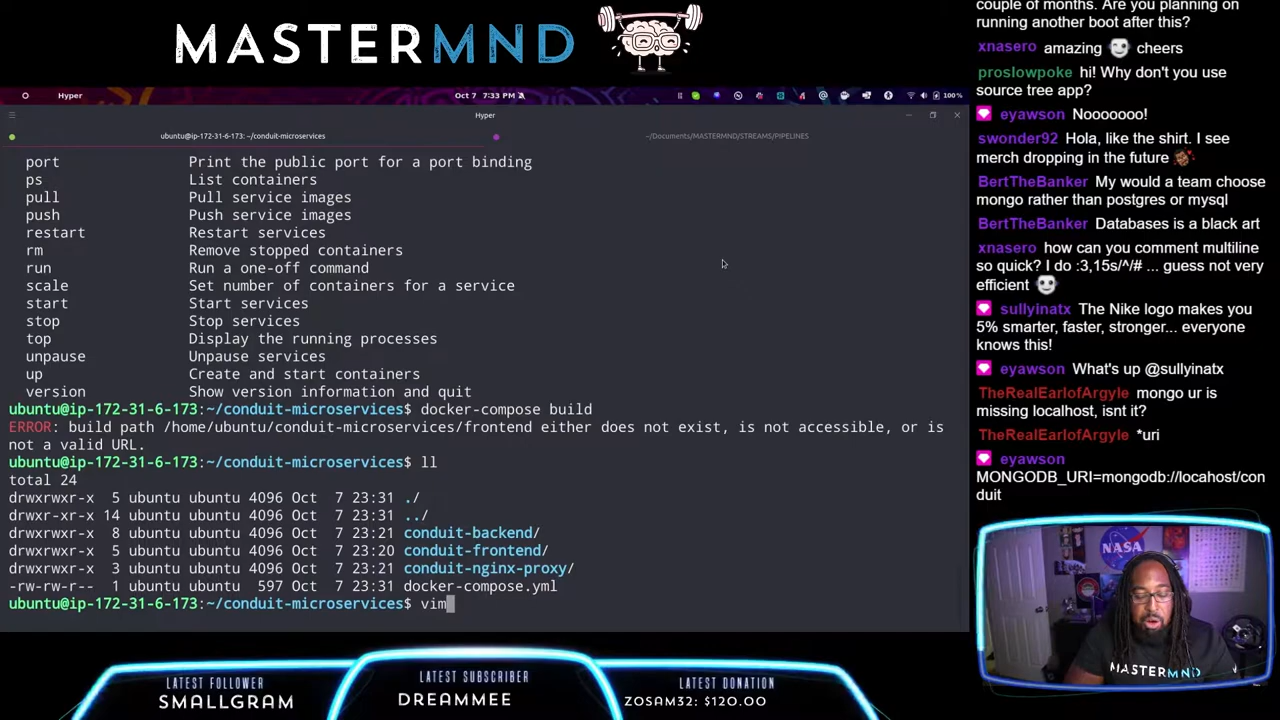 MASTERMND
Hyper
Oct 7 7:33 PM
100%
Hyper
ubuntu@ip-172-31-6-173: ~/conduit-microservices
~/Documents/MASTERMND/STREAMS/PIPELINES
port Print the public port for a port binding
ps List containers
pull Pull service images
push Push service images
restart Restart services
rm Remove stopped containers
run Run a one-off command
scale Set number of containers for a service
start Start services
stop Stop services
top Display the running processes
unpause Unpause services
up Create and start containers
version Show version information and quit
ubuntu@ip-172-31-6-173:~/conduit-microservices$ docker-compose build
ERROR: build path /home/ubuntu/conduit-microservices/frontend either does not exist, is not accessible, or is
not a valid URL.
ubuntu@ip-172-31-6-173:~/conduit-microservices$ ll
total 24
drwxrwxr-x 5 ubuntu ubuntu 4096 Oct 7 23:31 ./
drwxr-xr-x 14 ubuntu ubuntu 4096 Oct 7 23:31 ../
drwxrwxr-x 8 ubuntu ubuntu 4096 Oct 7 23:21 conduit-backend/
drwxrwxr-x 5 ubuntu ubuntu 4096 Oct 7 23:20 conduit-frontend/
drwxrwxr-x 3 ubuntu ubuntu 4096 Oct 7 23:21 conduit-nginx-proxy/
-rw-rw-r-- 1 ubuntu ubuntu 597 Oct 7 23:31 docker-compose.yml
ubuntu@ip-172-31-6-173:~/conduit-microservices$ vim
couple of months. Are you planning on
running another boot after this?
xnasero amazing cheers
proslowpoke hi! Why don't you use
source tree app?
eyawson Nooooooo!
swonder92 Hola, like the shirt. I see
merch dropping in the future
BertTheBanker My would a team choose
mongo rather than postgres or mysql
BertTheBanker Databases is a black art
xnasero how can you comment multiline
so quick? I do :3,15s/^/# ... guess not very
efficient
sullyinatx The Nike logo makes you
5% smarter, faster, stronger... everyone
knows this!
eyawson What's up @sullyinatx
TheRealEarlofArgyle mongo ur is
missing localhost, isnt it?
TheRealEarlofArgyle *uri
eyawson
MONGODB_URI=mongodb://locahost/con
duit
NASA
MASTERMND
LATEST FOLLOWER
SMALLGRAM
LATEST SUBSCRIBER
DREAMMEE
LATEST DONATION
ZOSAM32: $120.00